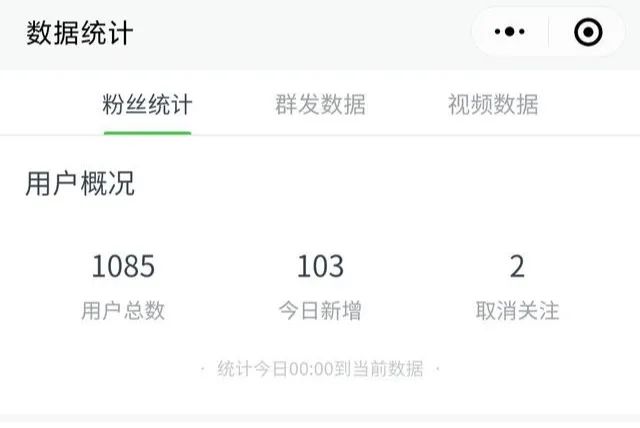 数据统计
粉丝统计 群发数据 视频数据
用户概况
1085 103 2
用户总数 今日新增 取消关注
· 统计今日00:00到当前数据 ·